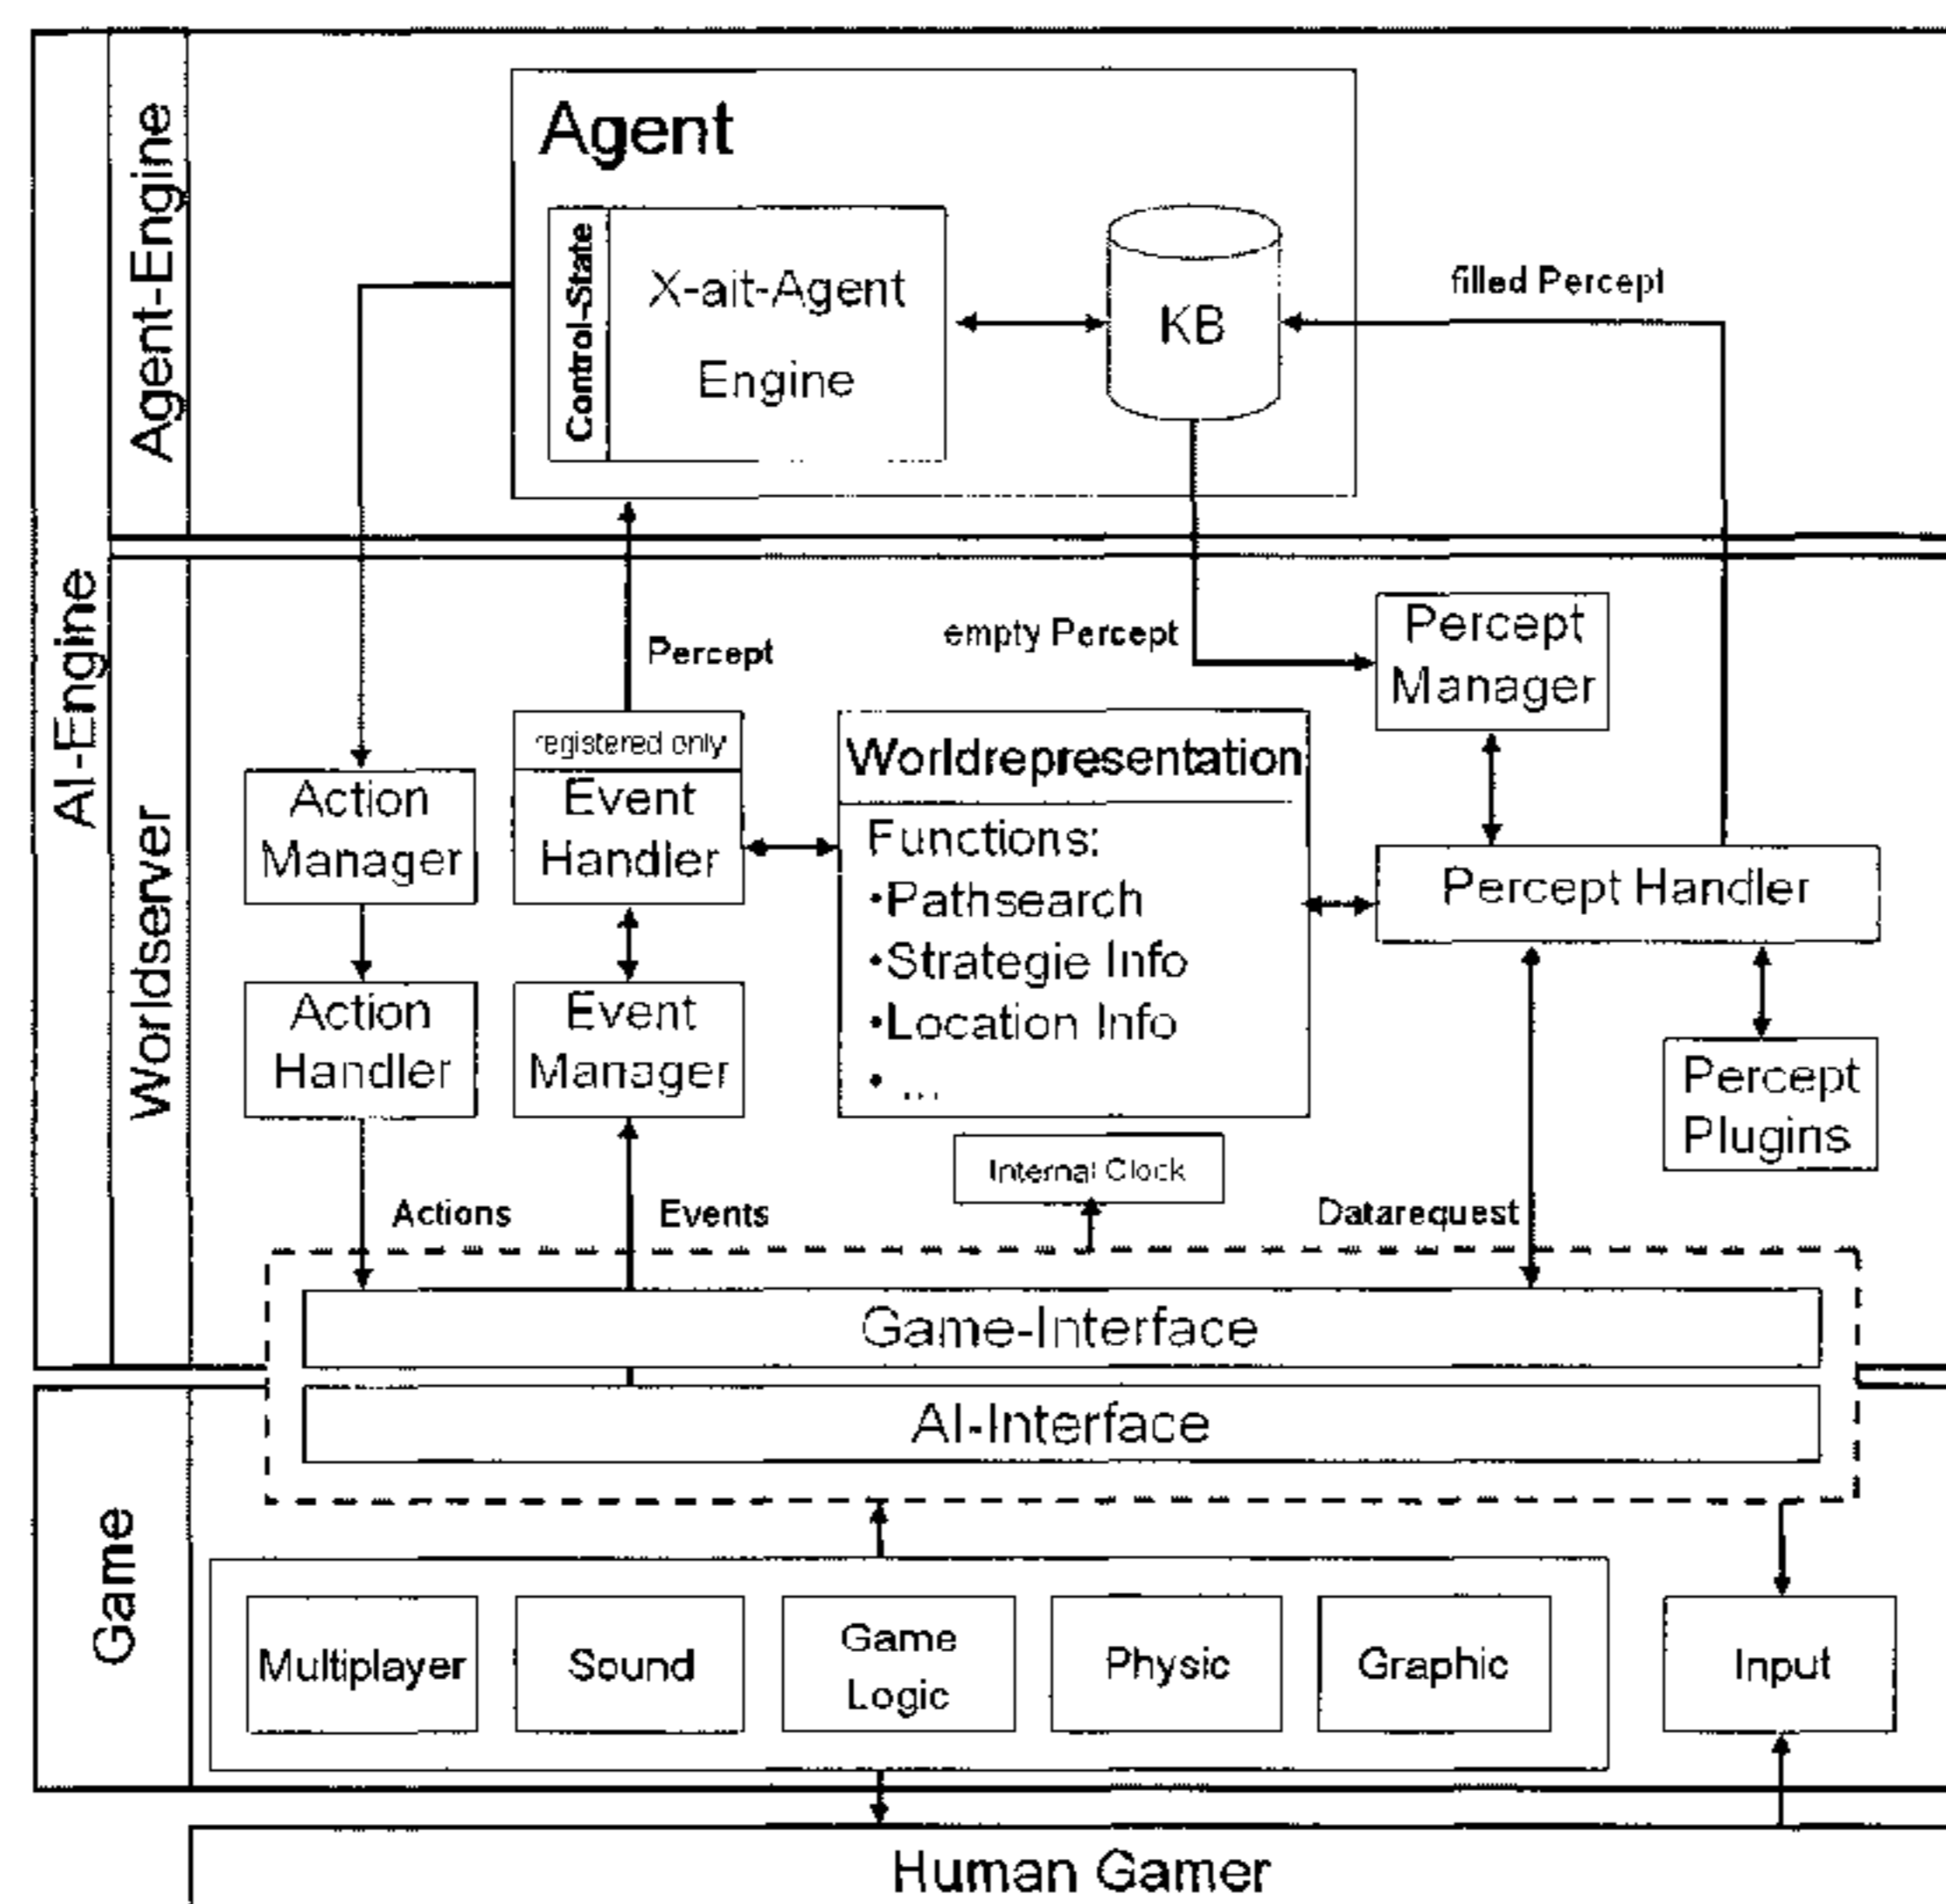 AI-Engine
Agent-Engine
Agent
Control-State
X-ait-Agent
Engine
KB
filled Percept
Worldserver
Percept
empty Percept
Percept
Manager
registered only
Event
Handler
Action
Manager
Worldrepresentation
Functions:
•Pathsearch
•Strategie Info
•Location Info
• ...
Percept Handler
Action
Handler
Event
Manager
Percept
Plugins
Internal Clock
Actions
Events
Datarequest
Game-Interface
AI-Interface
Game
Multiplayer
Sound
Game
Logic
Physic
Graphic
Input
Human Gamer